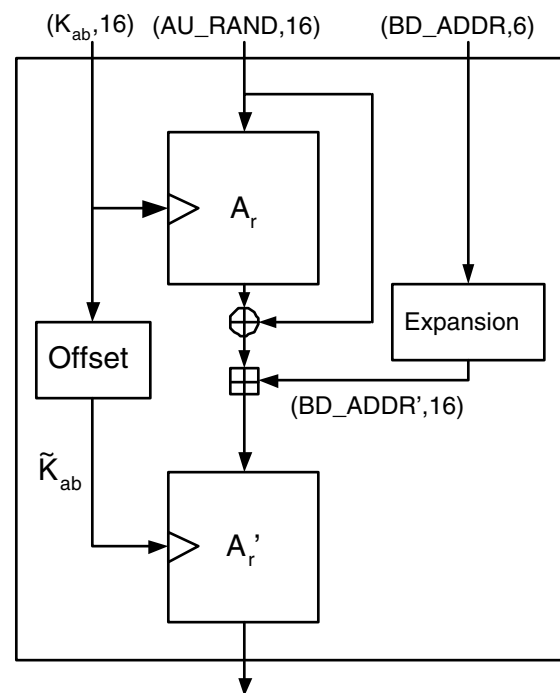 (K_ab,16) (AU_RAND,16) (BD_ADDR,6)
A_r
Expansion
Offset
(BD_ADDR’,16)
K̃_ab
A_r’